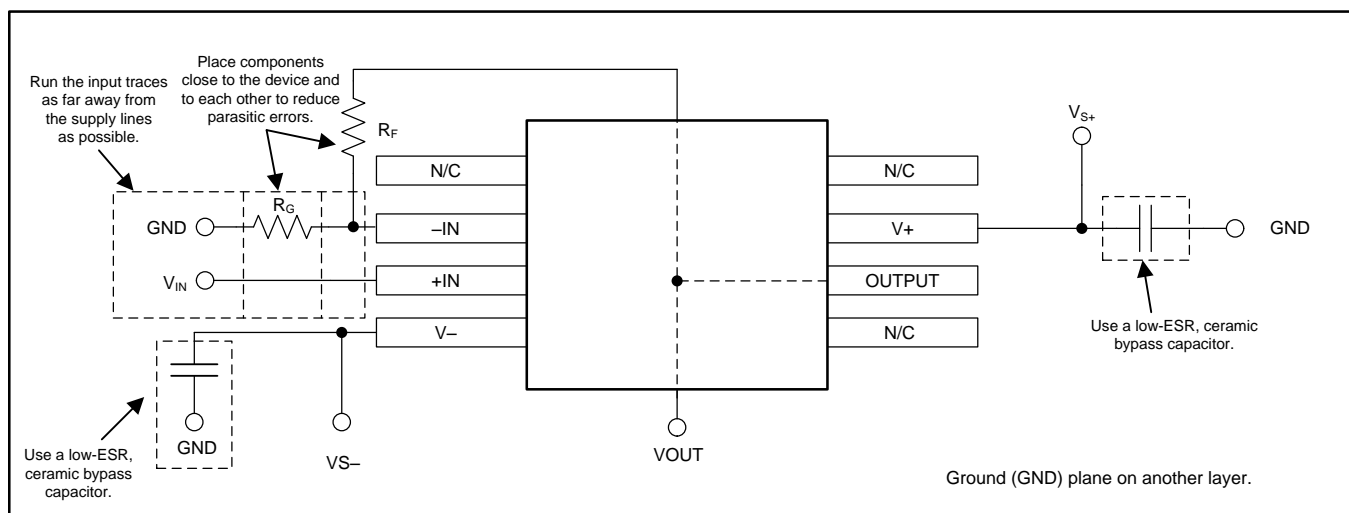 Run the input traces
as far away from
the supply lines
as possible.
Place components
close to the device and
to each other to reduce
parasitic errors.
RF
VS+
N/C
N/C
RG
GND
–IN
V+
GND
VIN
+IN
OUTPUT
V–
N/C
Use a low-ESR, ceramic
bypass capacitor.
GND
VS–
VOUT
Use a low-ESR,
ceramic bypass
capacitor.
Ground (GND) plane on another layer.